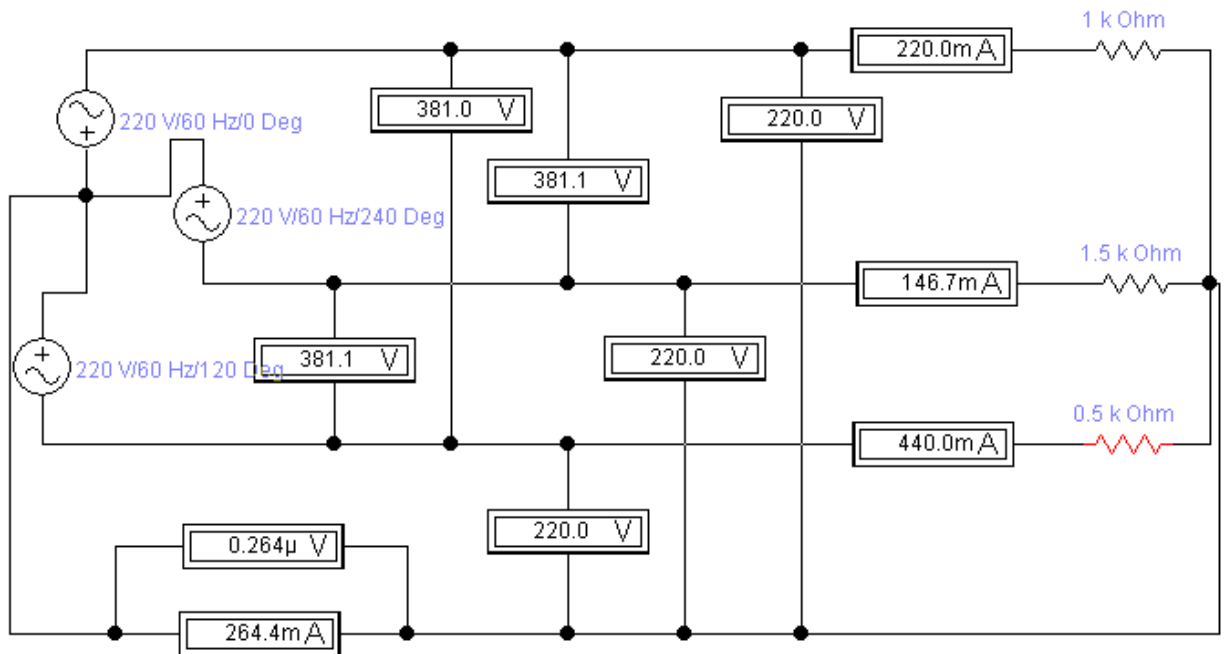 1 k Ohm
220.0m A
381.0 V
220.0 V
220 V/60 Hz/0 Deg
381.1 V
220 V/60 Hz/240 Deg
1.5 k Ohm
146.7m A
381.1 V
220.0 V
220 V/60 Hz/120 Deg
0.5 k Ohm
440.0m A
220.0 V
0.264µ V
264.4m A